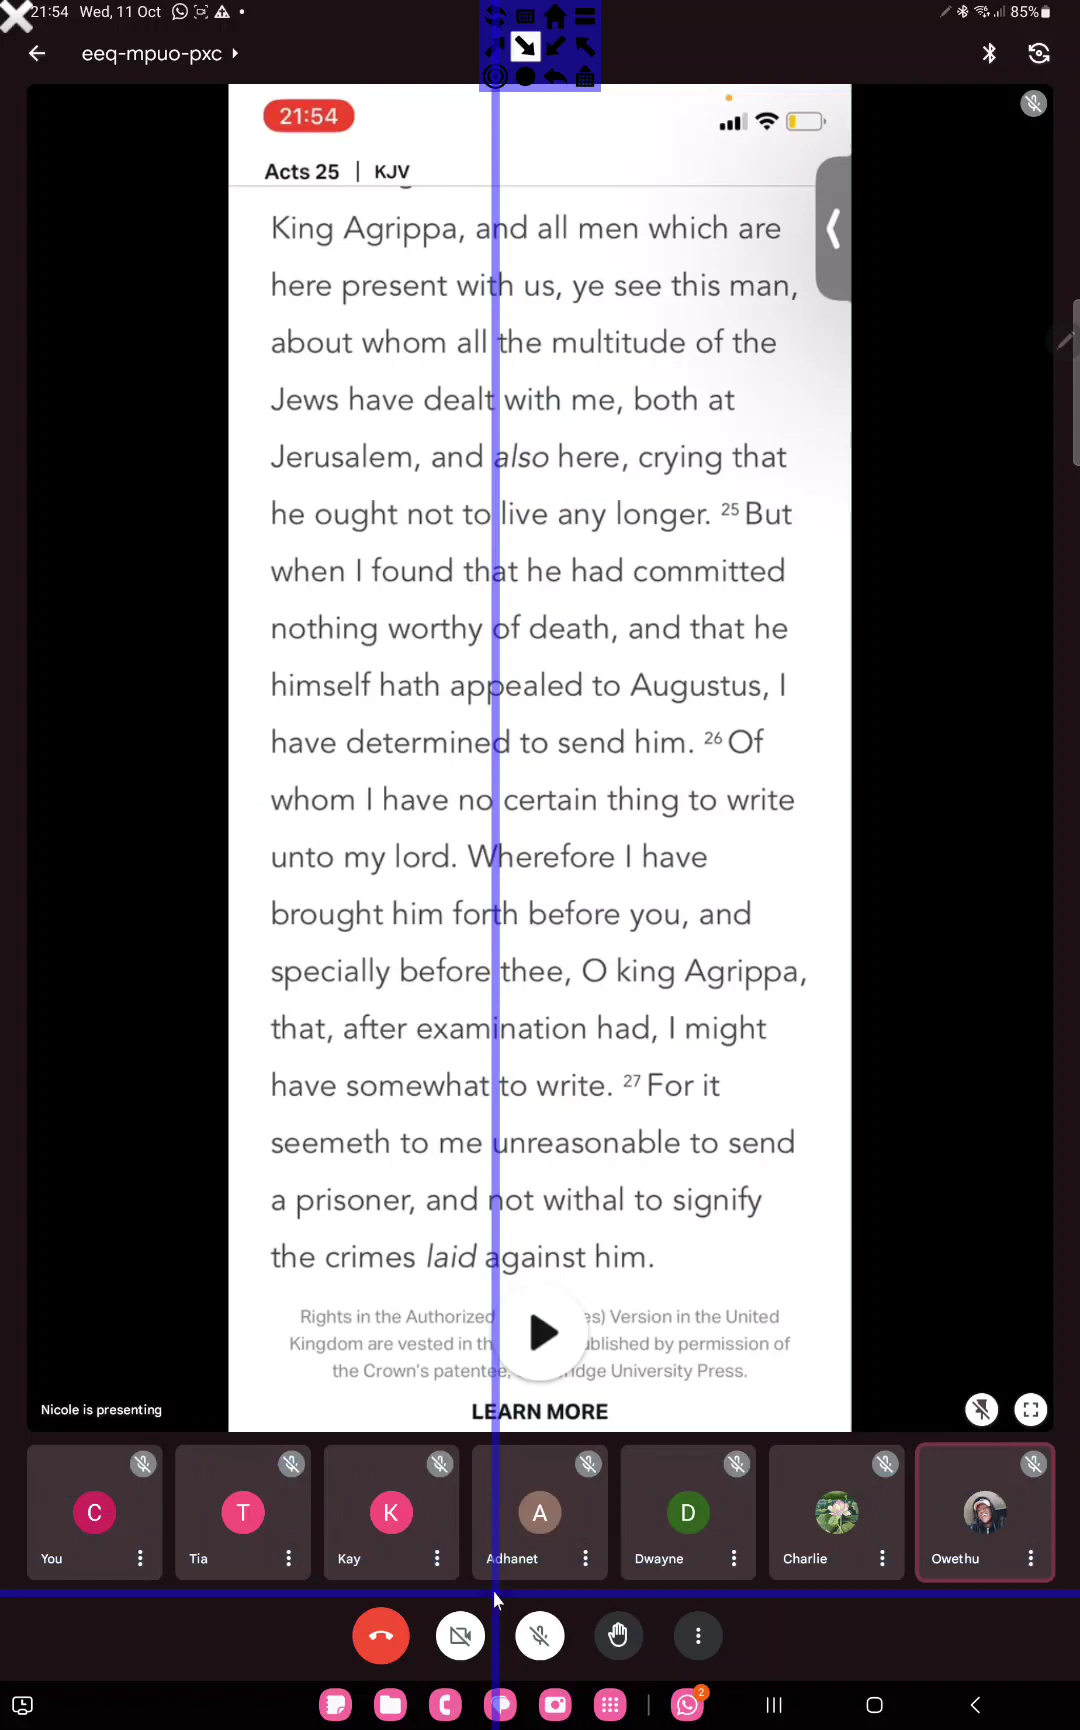 21:54 Wed, 11 Oct
85%
eeq-mpuo-pxc
21:54
Acts 25 | KJV
King Agrippa, and all men which are
here present with us, ye see this man,
about whom all the multitude of the
Jews have dealt with me, both at
Jerusalem, and also here, crying that
he ought not to live any longer. 25 But
when I found that he had committed
nothing worthy of death, and that he
himself hath appealed to Augustus, I
have determined to send him. 26 Of
whom I have no certain thing to write
unto my lord. Wherefore I have
brought him forth before you, and
specially before thee, O king Agrippa,
that, after examination had, I might
have somewhat to write. 27 For it
seemeth to me unreasonable to send
a prisoner, and not withal to signify
the crimes laid against him.
Rights in the Authorized Version in the United
Kingdom are vested in by permission of
the Crown's University Press.
LEARN MORE
Nicole is presenting
C T K A D
You Tia Kay Adhanet Dwayne Charlie Owethu
2